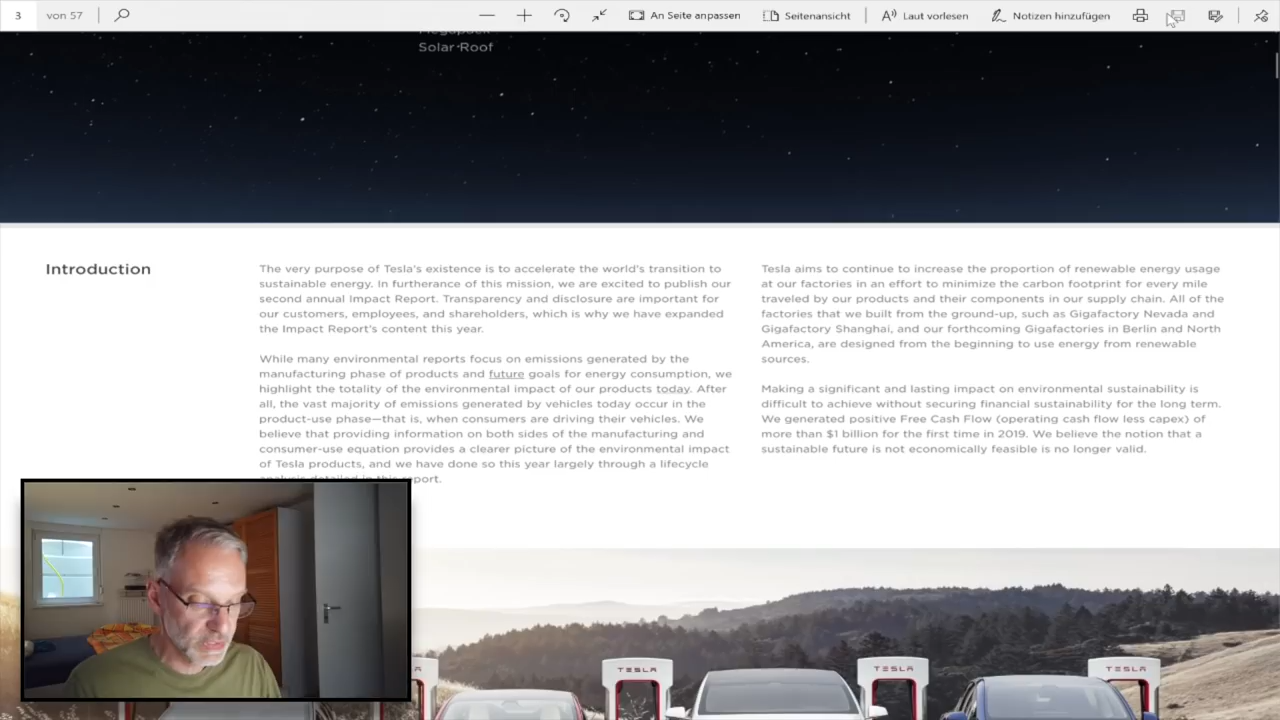 3 von 57 An Seite anpassen Seitenansicht Laut vorlesen Notizen hinzufügen
Megapack
Solar Roof
Introduction
The very purpose of Tesla's existence is to accelerate the world's transition to
sustainable energy. In furtherance of this mission, we are excited to publish our
second annual Impact Report. Transparency and disclosure are important for
our customers, employees, and shareholders, which is why we have expanded
the Impact Report's content this year.
While many environmental reports focus on emissions generated by the
manufacturing phase of products and future goals for energy consumption, we
highlight the totality of the environmental impact of our products today. After
all, the vast majority of emissions generated by vehicles today occur in the
product-use phase—that is, when consumers are driving their vehicles. We
believe that providing information on both sides of the manufacturing and
consumer-use equation provides a clearer picture of the environmental impact
of Tesla products, and we have done so this year largely through a lifecycle
analysis detailed in this report.
Tesla aims to continue to increase the proportion of renewable energy usage
at our factories in an effort to minimize the carbon footprint for every mile
traveled by our products and their components in our supply chain. All of the
factories that we built from the ground-up, such as Gigafactory Nevada and
Gigafactory Shanghai, and our forthcoming Gigafactories in Berlin and North
America, are designed from the beginning to use energy from renewable
sources.
Making a significant and lasting impact on environmental sustainability is
difficult to achieve without securing financial sustainability for the long term.
We generated positive Free Cash Flow (operating cash flow less capex) of
more than $1 billion for the first time in 2019. We believe the notion that a
sustainable future is not economically feasible is no longer valid.
TESLA
TESLA
TESLA